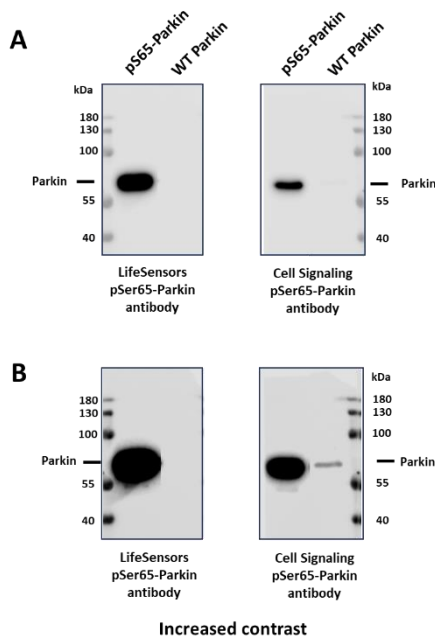 A
pS65-Parkin
WT Parkin
pS65-Parkin
WT Parkin
kDa
180
130
100
Parkin
55
40
kDa
180
130
100
Parkin
55
40
LifeSensors
pSer65-Parkin
antibody
Cell Signaling
pSer65-Parkin
antibody
B
180
130
100
Parkin
55
40
kDa
180
130
100
Parkin
55
40
LifeSensors
pSer65-Parkin
antibody
Cell Signaling
pSer65-Parkin
antibody
Increased contrast